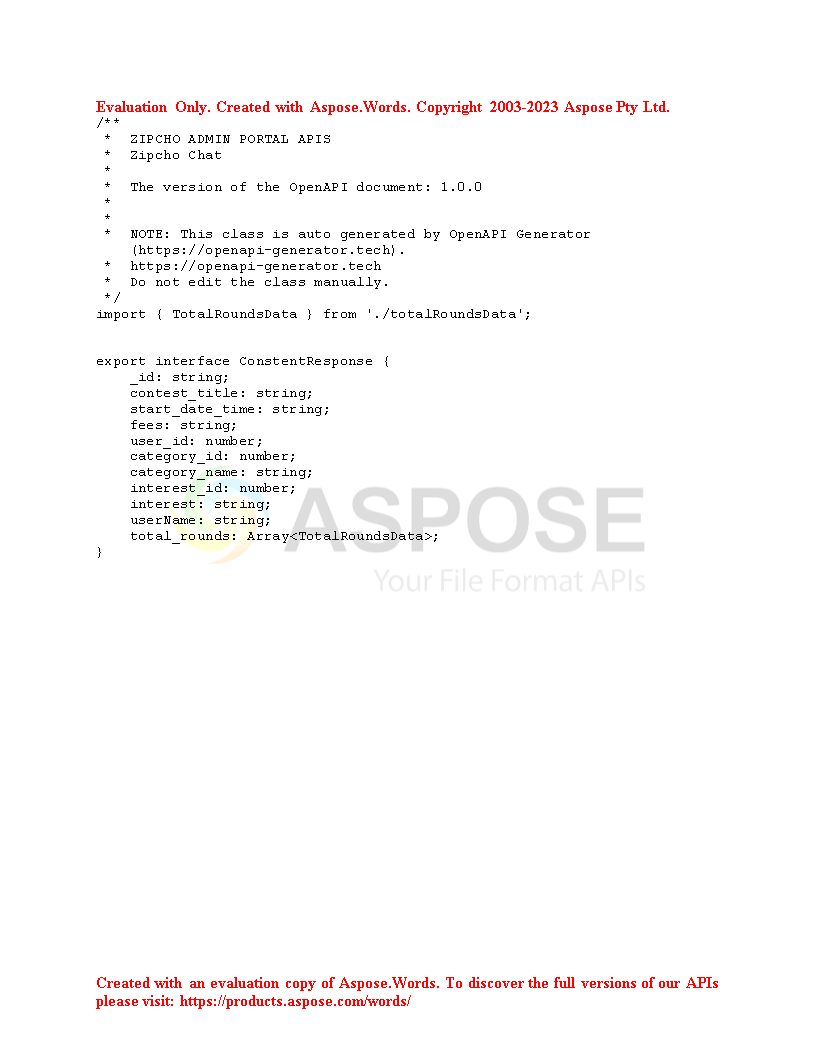 Evaluation Only. Created with Aspose.Words. Copyright 2003-2023 Aspose Pty Ltd.
/**
 *  ZIPCHO ADMIN PORTAL APIS
 *  Zipcho Chat
 *
 *  The version of the OpenAPI document: 1.0.0
 *
 *
 *  NOTE: This class is auto generated by OpenAPI Generator
    (https://openapi-generator.tech).
 *  https://openapi-generator.tech
 *  Do not edit the class manually.
 */
import { TotalRoundsData } from './totalRoundsData';
export interface ConstentResponse {
    _id: string;
    contest_title: string;
    start_date_time: string;
    fees: string;
    user_id: number;
    category_id: number;
    category_name: string;
    interest_id: number;
    interest: string;
    userName: string;
    total_rounds: Array<TotalRoundsData>;
}
ASPOSE
Your File Format APIs
Created with an evaluation copy of Aspose.Words. To discover the full versions of our APIs
please visit: https://products.aspose.com/words/